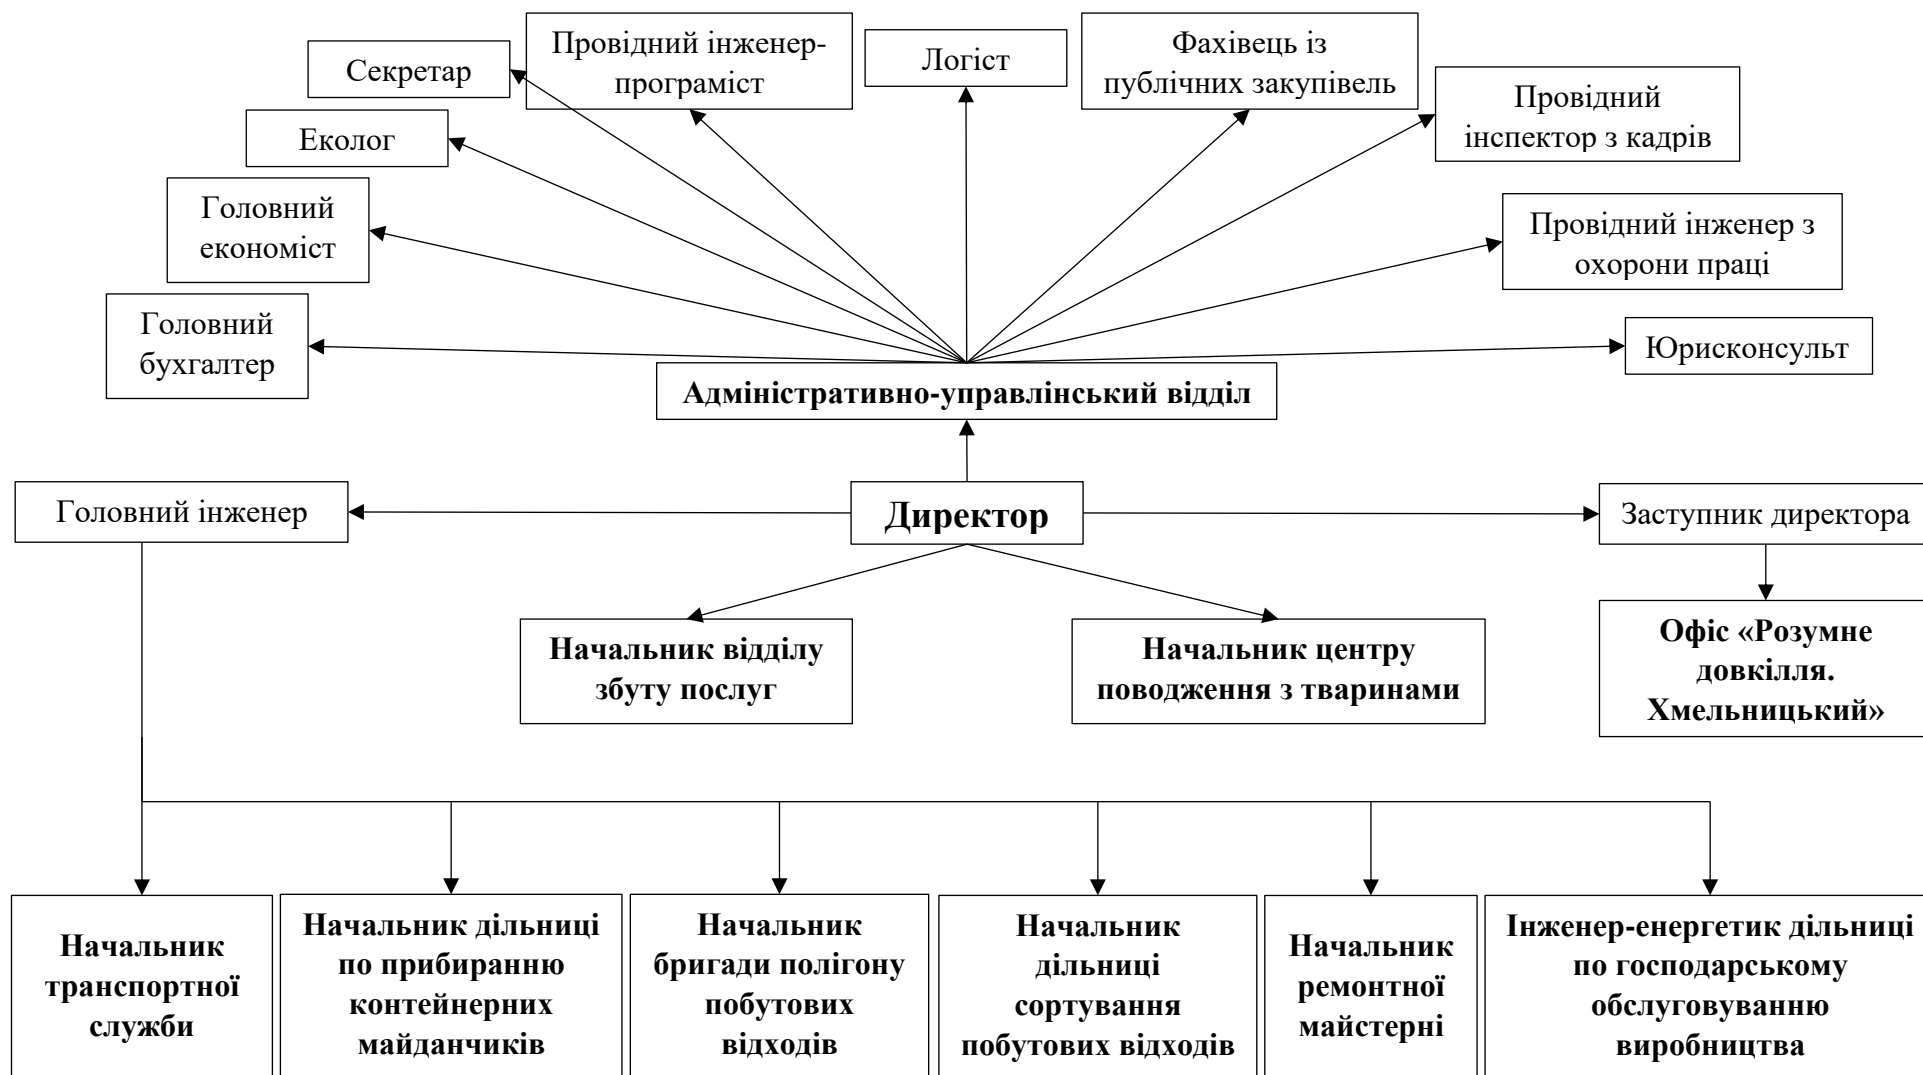 Секретар
Провідний інженер-
програміст
Логіст
Фахівець із
публічних закупівель
Провідний
інспектор з кадрів
Еколог
Головний
економіст
Провідний інженер з
охорони праці
Головний
бухгалтер
Юрисконсульт
Адміністративно-управлінський відділ
Головний інженер
Директор
Заступник директора
Начальник відділу
збуту послуг
Начальник центру
поводження з тваринами
Офіс «Розумне
довкілля.
Хмельницький»
Начальник
транспортної
служби
Начальник дільниці
по прибиранню
контейнерних
майданчиків
Начальник
бригади полігону
побутових
відходів
Начальник
дільниці
сортування
побутових відходів
Начальник
ремонтної
майстерні
Інженер-енергетик дільниці
по господарському
обслуговуванню
виробництва